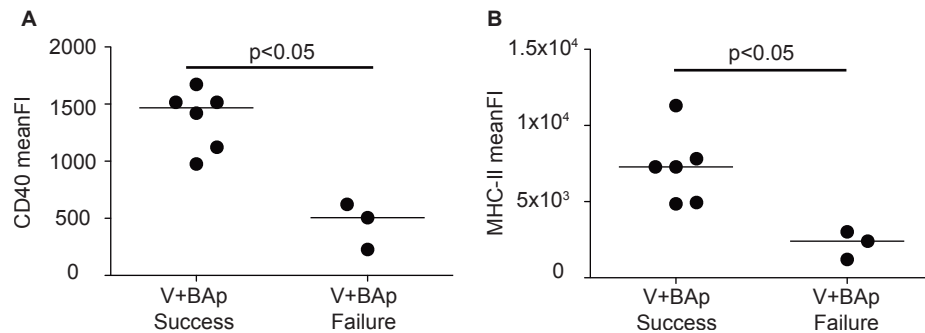 A
CD40 meanFI
2000
1500
1000
500
0
p<0.05
V+BAp
Success
V+BAp
Failure
B
MHC-II meanFI
1.5x10⁴
1x10⁴
5x10³
0
p<0.05
V+BAp
Success
V+BAp
Failure